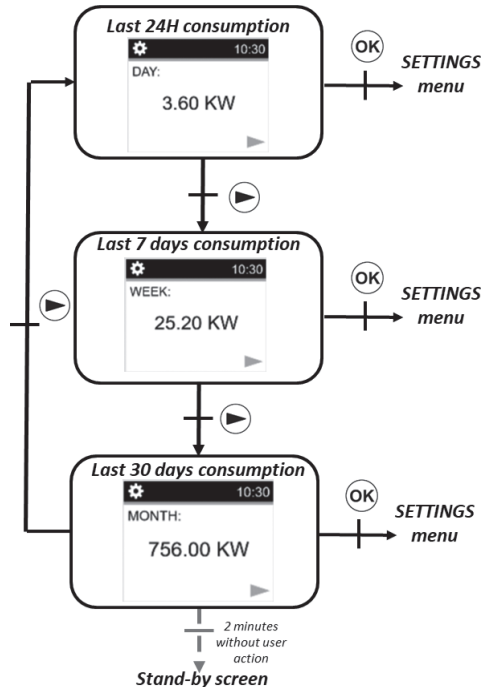 Last 24H consumption
10:30
DAY:
3.60 KW
OK
SETTINGS
menu
Last 7 days consumption
10:30
WEEK:
25.20 KW
OK
SETTINGS
menu
Last 30 days consumption
10:30
MONTH:
756.00 KW
OK
SETTINGS
menu
2 minutes
without user
action
Stand-by screen